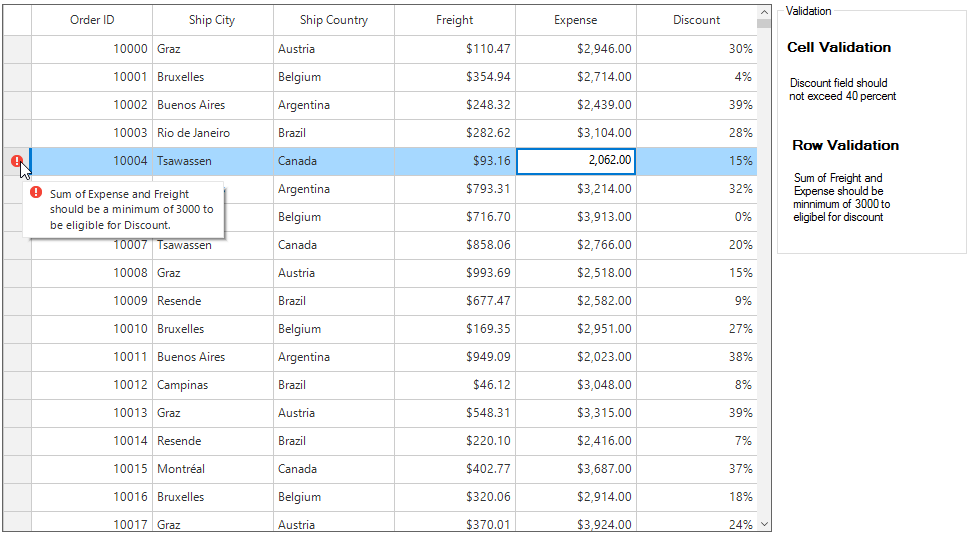 Order ID Ship City Ship Country Freight Expense Discount
10000 Graz Austria $110.47 $2,946.00 30%
10001 Bruxelles Belgium $354.94 $2,714.00 4%
10002 Buenos Aires Argentina $248.32 $2,439.00 39%
10003 Rio de Janeiro Brazil $282.62 $3,104.00 28%
10004 Tsawassen Canada $93.16 2,062.00 15%
Argentina $793.31 $3,214.00 32%
Belgium $716.70 $3,913.00 0%
Sum of Expense and Freight
should be a minimum of 3000 to
be eligible for Discount.
10007 Tsawassen Canada $858.06 $2,766.00 20%
10008 Graz Austria $993.69 $2,518.00 15%
10009 Resende Brazil $677.47 $2,582.00 9%
10010 Bruxelles Belgium $169.35 $2,951.00 27%
10011 Buenos Aires Argentina $949.09 $2,023.00 38%
10012 Campinas Brazil $46.12 $3,048.00 8%
10013 Graz Austria $548.31 $3,315.00 39%
10014 Resende Brazil $220.10 $2,416.00 7%
10015 Montréal Canada $402.77 $3,687.00 37%
10016 Bruxelles Belgium $320.06 $2,914.00 18%
10017 Graz Austria $370.01 $3,924.00 24%
Validation
Cell Validation
Discount field should
not exceed 40 percent
Row Validation
Sum of Freight and
Expense should be
minnimum of 3000 to
eligibel for discount